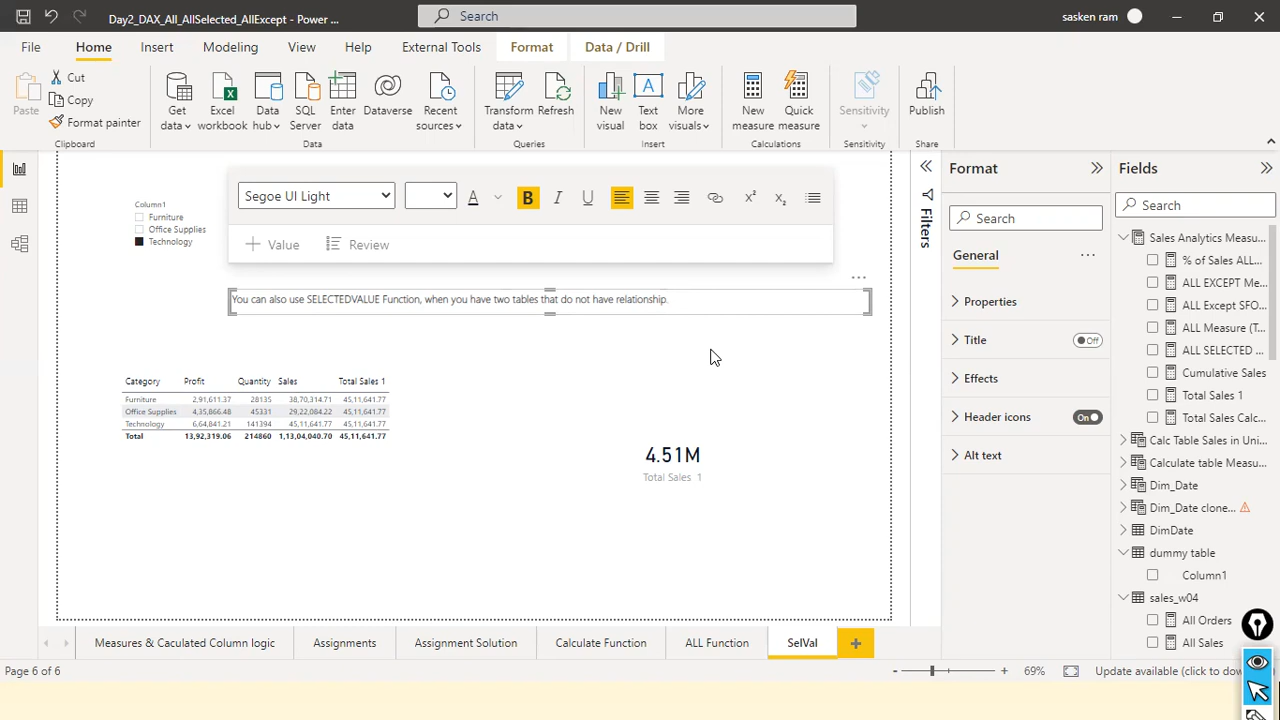 Day2_DAX_All_AllSelected_AllExcept - Power ...
Search
sasken ram
File
Home
Insert
Modeling
View
Help
External Tools
Format
Data / Drill
Paste
Cut
Copy
Format painter
Clipboard
Get data
Excel workbook
Data hub
SQL Server
Enter data
Dataverse
Recent sources
Data
Transform data
Refresh
Queries
New visual
Text box
More visuals
Insert
New measure
Quick measure
Calculations
Sensitivity
Sensitivity
Publish
Share
Column1
Furniture
Office Supplies
Technology
Segoe UI Light
A
B
I
U
Value
Review
You can also use SELECTEDVALUE Function, when you have two tables that do not have relationship.
Category Profit Quantity Sales Total Sales 1
Furniture 2,91,611.37 28135 38,70,314.71 45,11,641.77
Office Supplies 4,35,866.48 45331 29,22,084.22 45,11,641.77
Technology 6,64,841.21 141394 45,11,641.77 45,11,641.77
Total 13,92,319.06 214860 1,13,04,040.70 45,11,641.77
4.51M
Total Sales 1
Filters
Format
Search
General
Properties
Title
Off
Effects
Header icons
On
Alt text
Fields
Search
Sales Analytics Measu...
% of Sales ALL...
ALL EXCEPT Me...
ALL Except SFO...
ALL Measure (T...
ALL SELECTED ...
Cumulative Sales
Total Sales 1
Total Sales Calc...
Calc Table Sales in Uni...
Calculate table Measu...
Dim_Date
Dim_Date clone...
DimDate
dummy table
Column1
sales_w04
All Orders
All Sales
Measures & Caculated Column logic
Assignments
Assignment Solution
Calculate Function
ALL Function
SelVal
Page 6 of 6
69%
Update available (click to dow